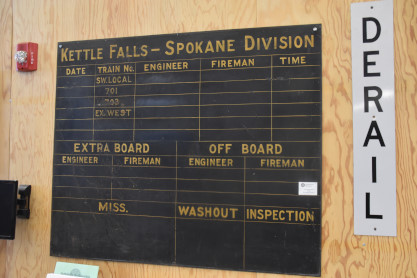 KETTLE FALLS – SPOKANE DIVISION
DATE TRAIN No. ENGINEER FIREMAN TIME
SW. LOCAL
701
EX. WEST
EXTRA BOARD OFF BOARD
ENGINEER FIREMAN ENGINEER FIREMAN
MISC. WASHOUT INSPECTION
DERAIL